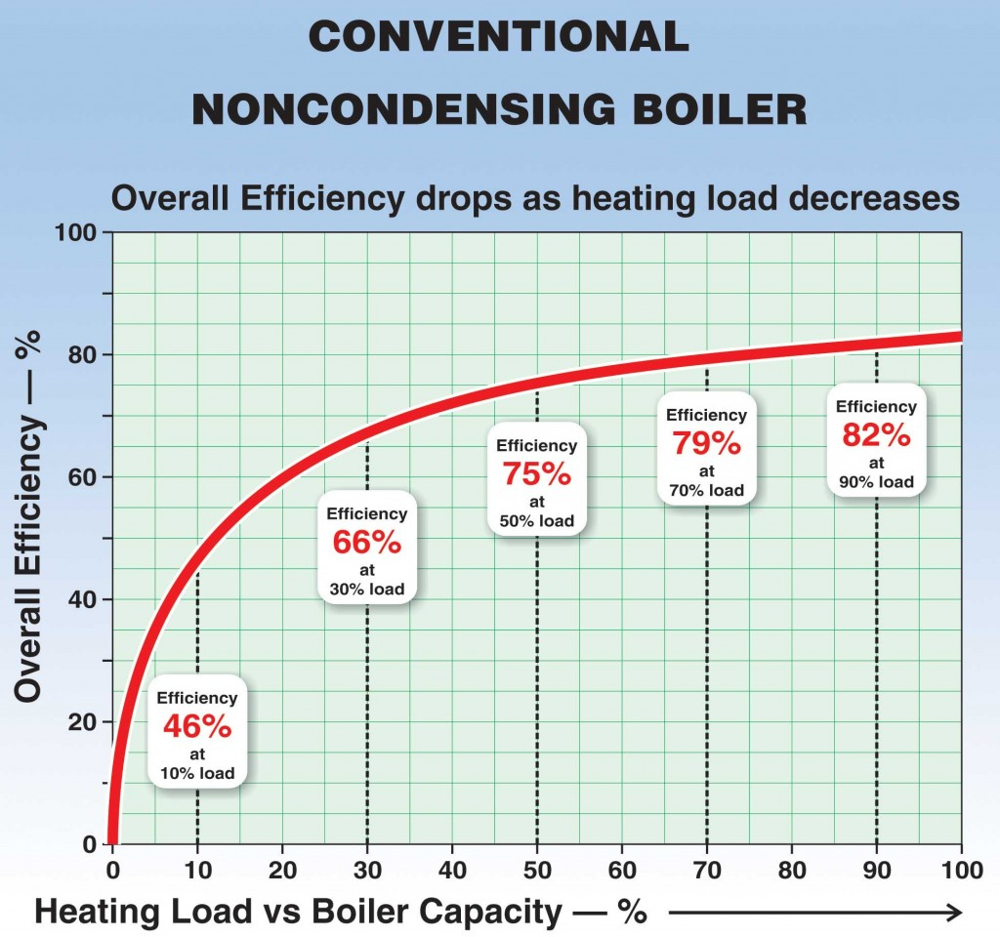 CONVENTIONAL
NONCONDENSING BOILER
Overall Efficiency drops as heating load decreases
Overall Efficiency — %
100
80
60
40
20
0
Efficiency
46%
at
10% load
Efficiency
66%
at
30% load
Efficiency
75%
at
50% load
Efficiency
79%
at
70% load
Efficiency
82%
at
90% load
0 10 20 30 40 50 60 70 80 90 100
Heating Load vs Boiler Capacity — %